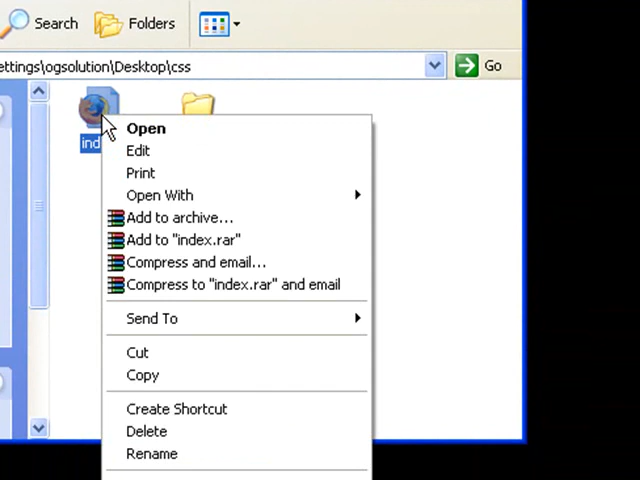 Search
Folders
ettings\ogsolution\Desktop\css
Go
ind
Open
Edit
Print
Open With
Add to archive...
Add to "index.rar"
Compress and email...
Compress to "index.rar" and email
Send To
Cut
Copy
Create Shortcut
Delete
Rename